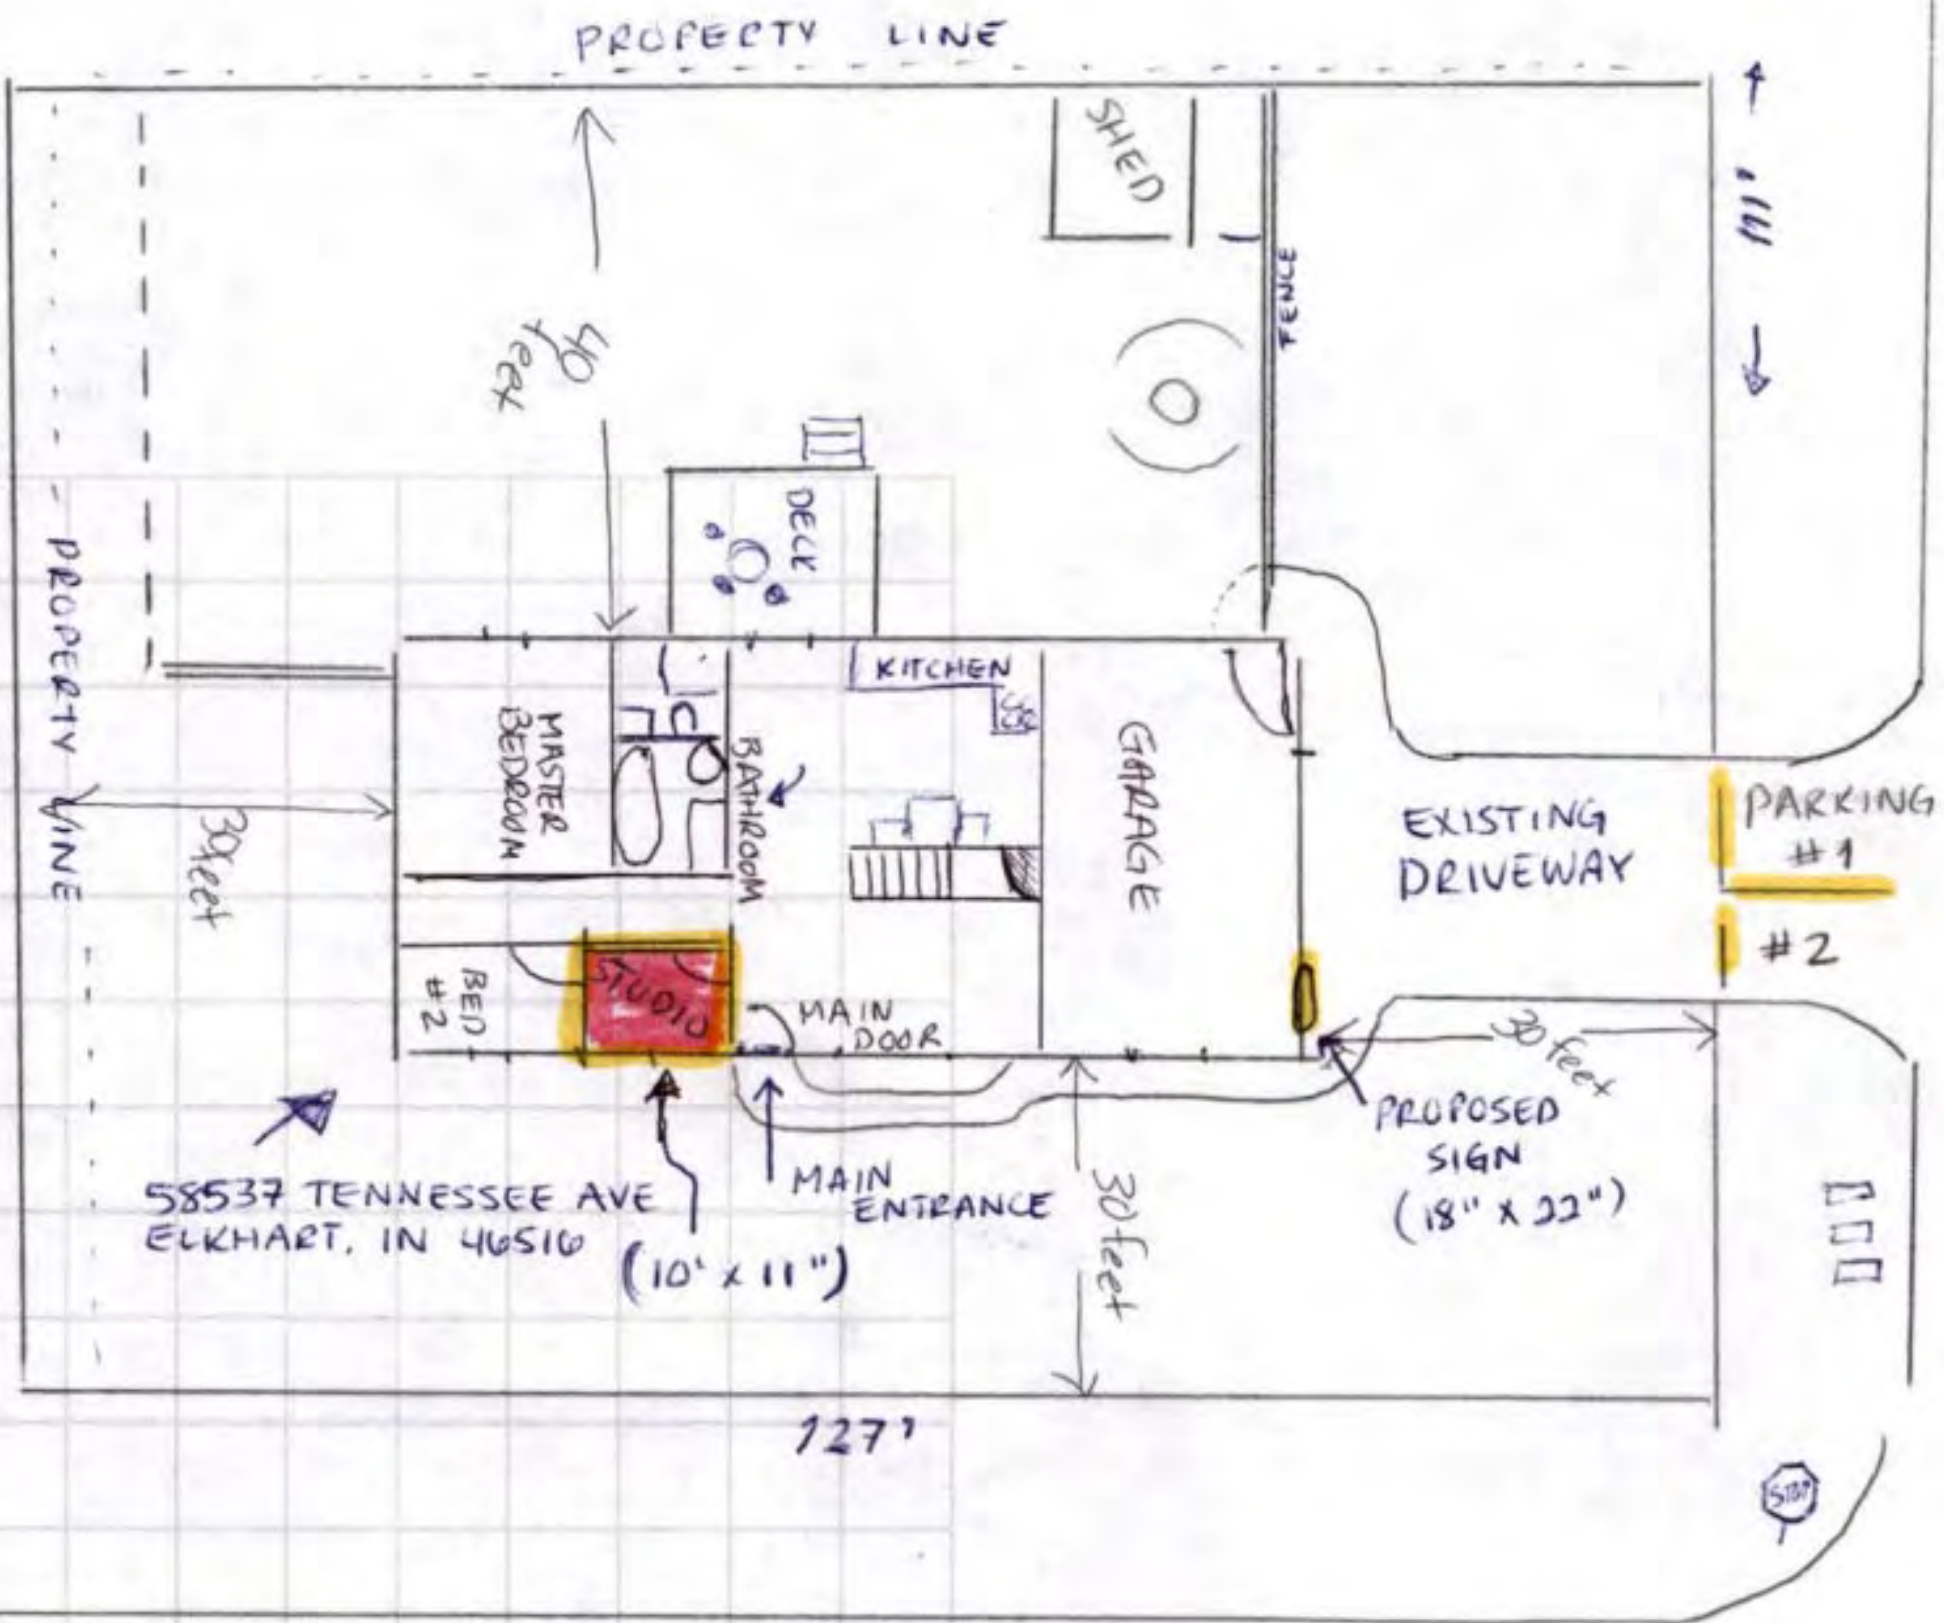 PROPERTY LINE
SHED
111'
FENCE
40
feet
DECK
PROPERTY LINE
KITCHEN
MASTER
BEDROOM
BATHROOM
GARAGE
EXISTING
DRIVEWAY
PARKING
#1
#2
30 feet
BED
#2
STUDIO
MAIN
DOOR
30 feet
PROPOSED
SIGN
(18" X 22")
58537 TENNESSEE AVE
ELKHART, IN 46516
(10' x 11")
MAIN
ENTRANCE
30 feet
127'
STOP